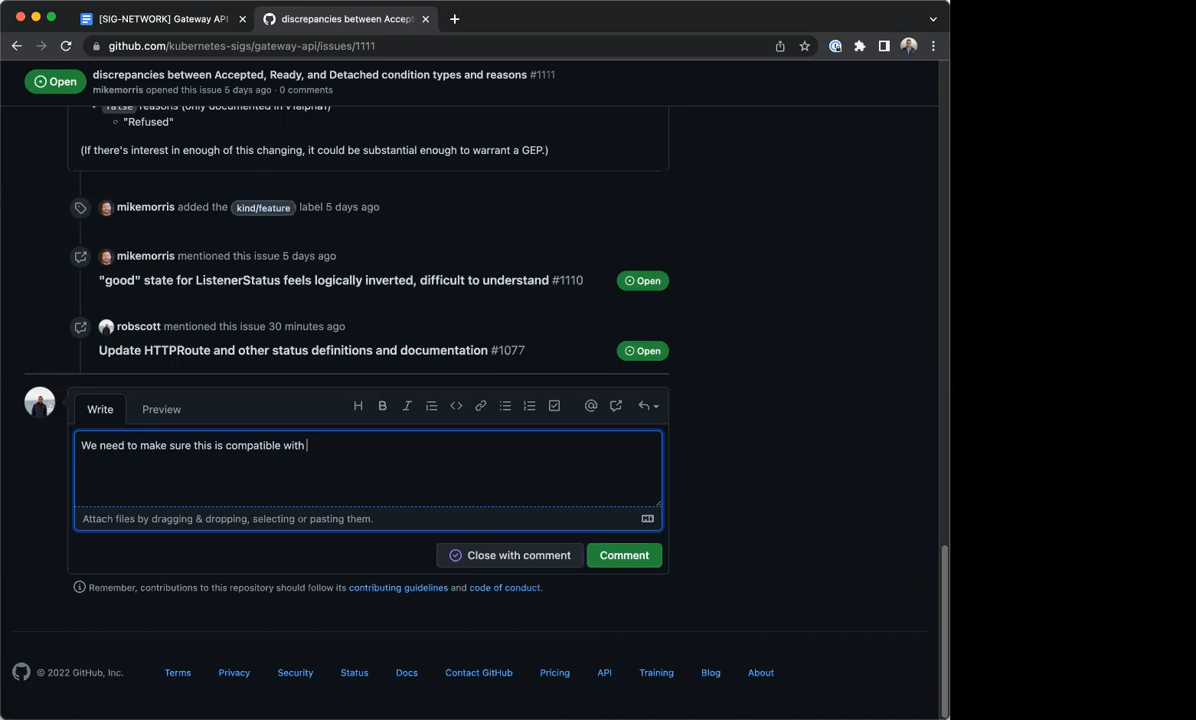 [SIG-NETWORK] Gateway API
discrepancies between Accept
github.com/kubernetes-sigs/gateway-api/issues/1111
Open
discrepancies between Accepted, Ready, and Detached condition types and reasons #1111
mikemorris opened this issue 5 days ago · 0 comments
false reasons (only documented in v1alpha1)
"Refused"
(If there's interest in enough of this changing, it could be substantial enough to warrant a GEP.)
mikemorris added the kind/feature label 5 days ago
mikemorris mentioned this issue 5 days ago
"good" state for ListenerStatus feels logically inverted, difficult to understand #1110
Open
robscott mentioned this issue 30 minutes ago
Update HTTPRoute and other status definitions and documentation #1077
Open
Write
Preview
We need to make sure this is compatible with
Attach files by dragging & dropping, selecting or pasting them.
Close with comment
Comment
Remember, contributions to this repository should follow its contributing guidelines and code of conduct.
© 2022 GitHub, Inc.
Terms
Privacy
Security
Status
Docs
Contact GitHub
Pricing
API
Training
Blog
About